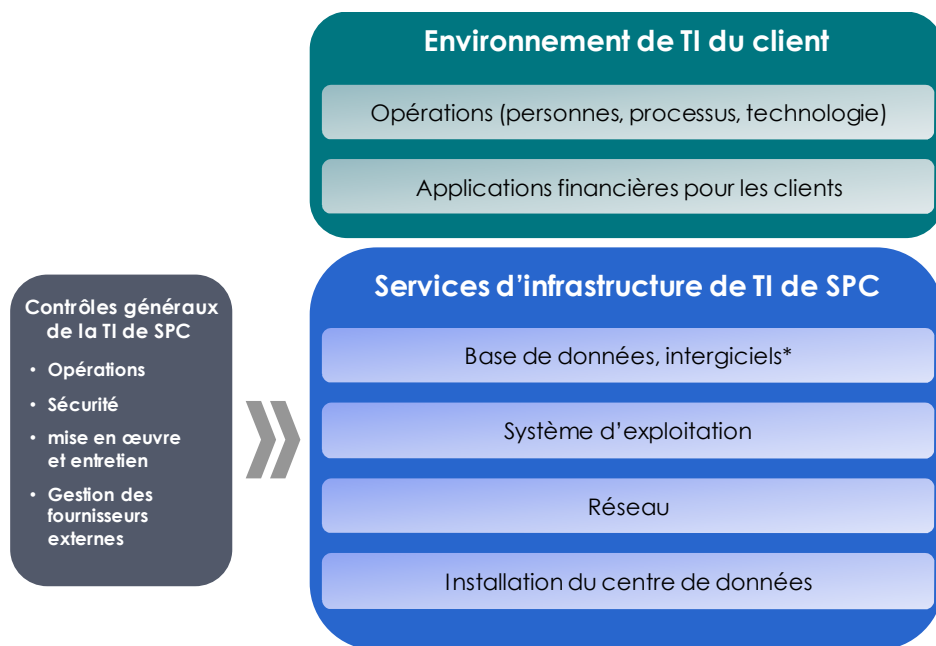 Environnement de TI du client
Opérations (personnes, processus, technologie)
Applications financières pour les clients
Contrôles généraux
de la TI de SPC
• Opérations
• Sécurité
• mise en œuvre
et entretien
• Gestion des
fournisseurs
externes
Services d’infrastructure de TI de SPC
Base de données, intergiciels*
Système d’exploitation
Réseau
Installation du centre de données